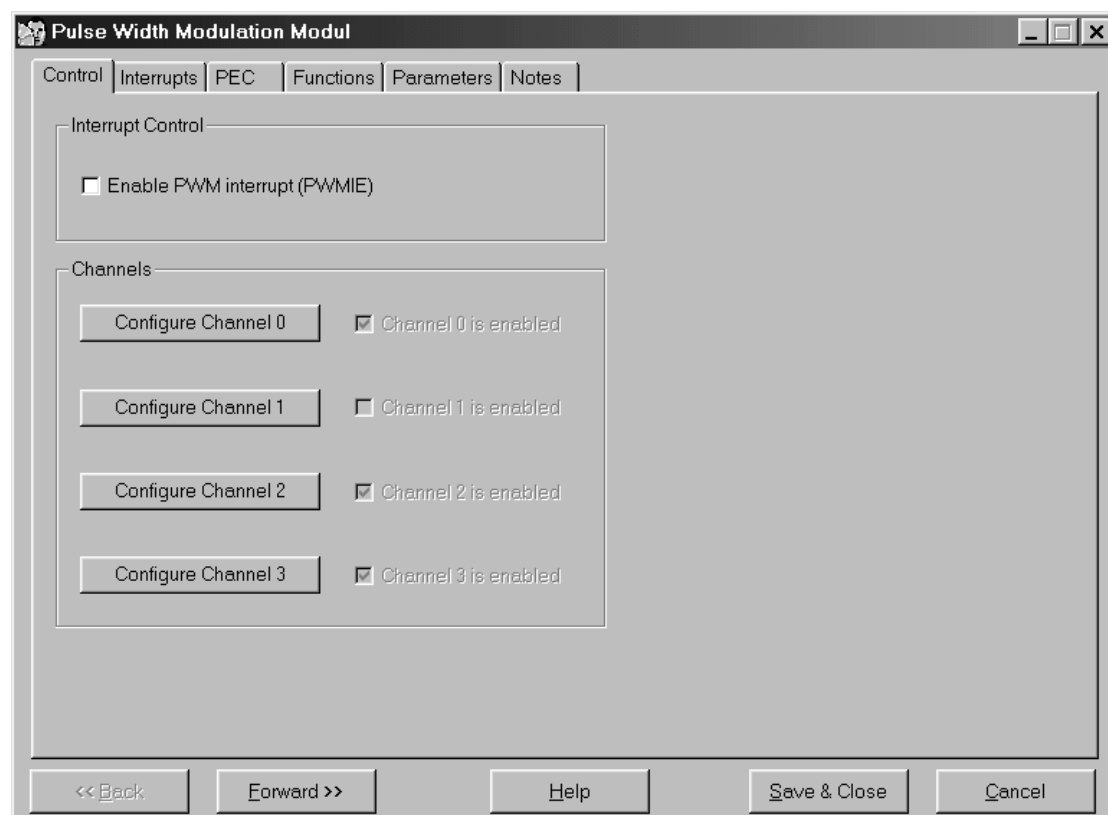 Pulse Width Modulation Modul
Control Interrupts PEC Functions Parameters Notes
Interrupt Control
Enable PWM interrupt (PWMIE)
Channels
Configure Channel 0 Channel 0 is enabled
Configure Channel 1 Channel 1 is enabled
Configure Channel 2 Channel 2 is enabled
Configure Channel 3 Channel 3 is enabled
<< Back Forward >> Help Save & Close Cancel